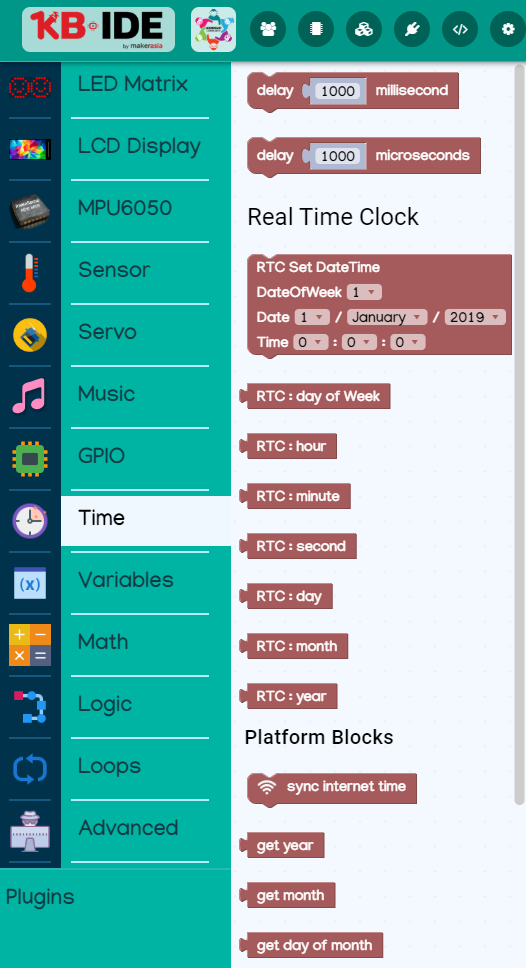 KB·IDE
by makerasia
LED Matrix
LCD Display
MPU6050
Sensor
Servo
Music
GPIO
Time
Variables
Math
Logic
Loops
Advanced
Plugins
delay 1000 millisecond
delay 1000 microseconds
Real Time Clock
RTC Set DateTime
DateOfWeek 1
Date 1 / January / 2019
Time 0 : 0 : 0
RTC : day of Week
RTC : hour
RTC : minute
RTC : second
RTC : day
RTC : month
RTC : year
Platform Blocks
sync internet time
get year
get month
get day of month